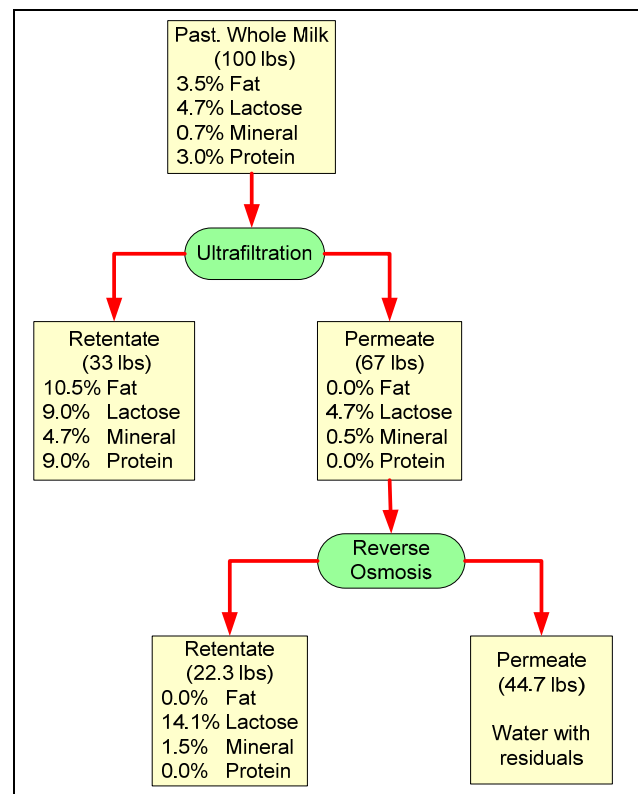 Past. Whole Milk
(100 lbs)
3.5% Fat
4.7% Lactose
0.7% Mineral
3.0% Protein
Ultrafiltration
Retentate
(33 lbs)
10.5% Fat
9.0% Lactose
4.7% Mineral
9.0% Protein
Permeate
(67 lbs)
0.0% Fat
4.7% Lactose
0.5% Mineral
0.0% Protein
Reverse
Osmosis
Retentate
(22.3 lbs)
0.0% Fat
14.1% Lactose
1.5% Mineral
0.0% Protein
Permeate
(44.7 lbs)
Water with
residuals